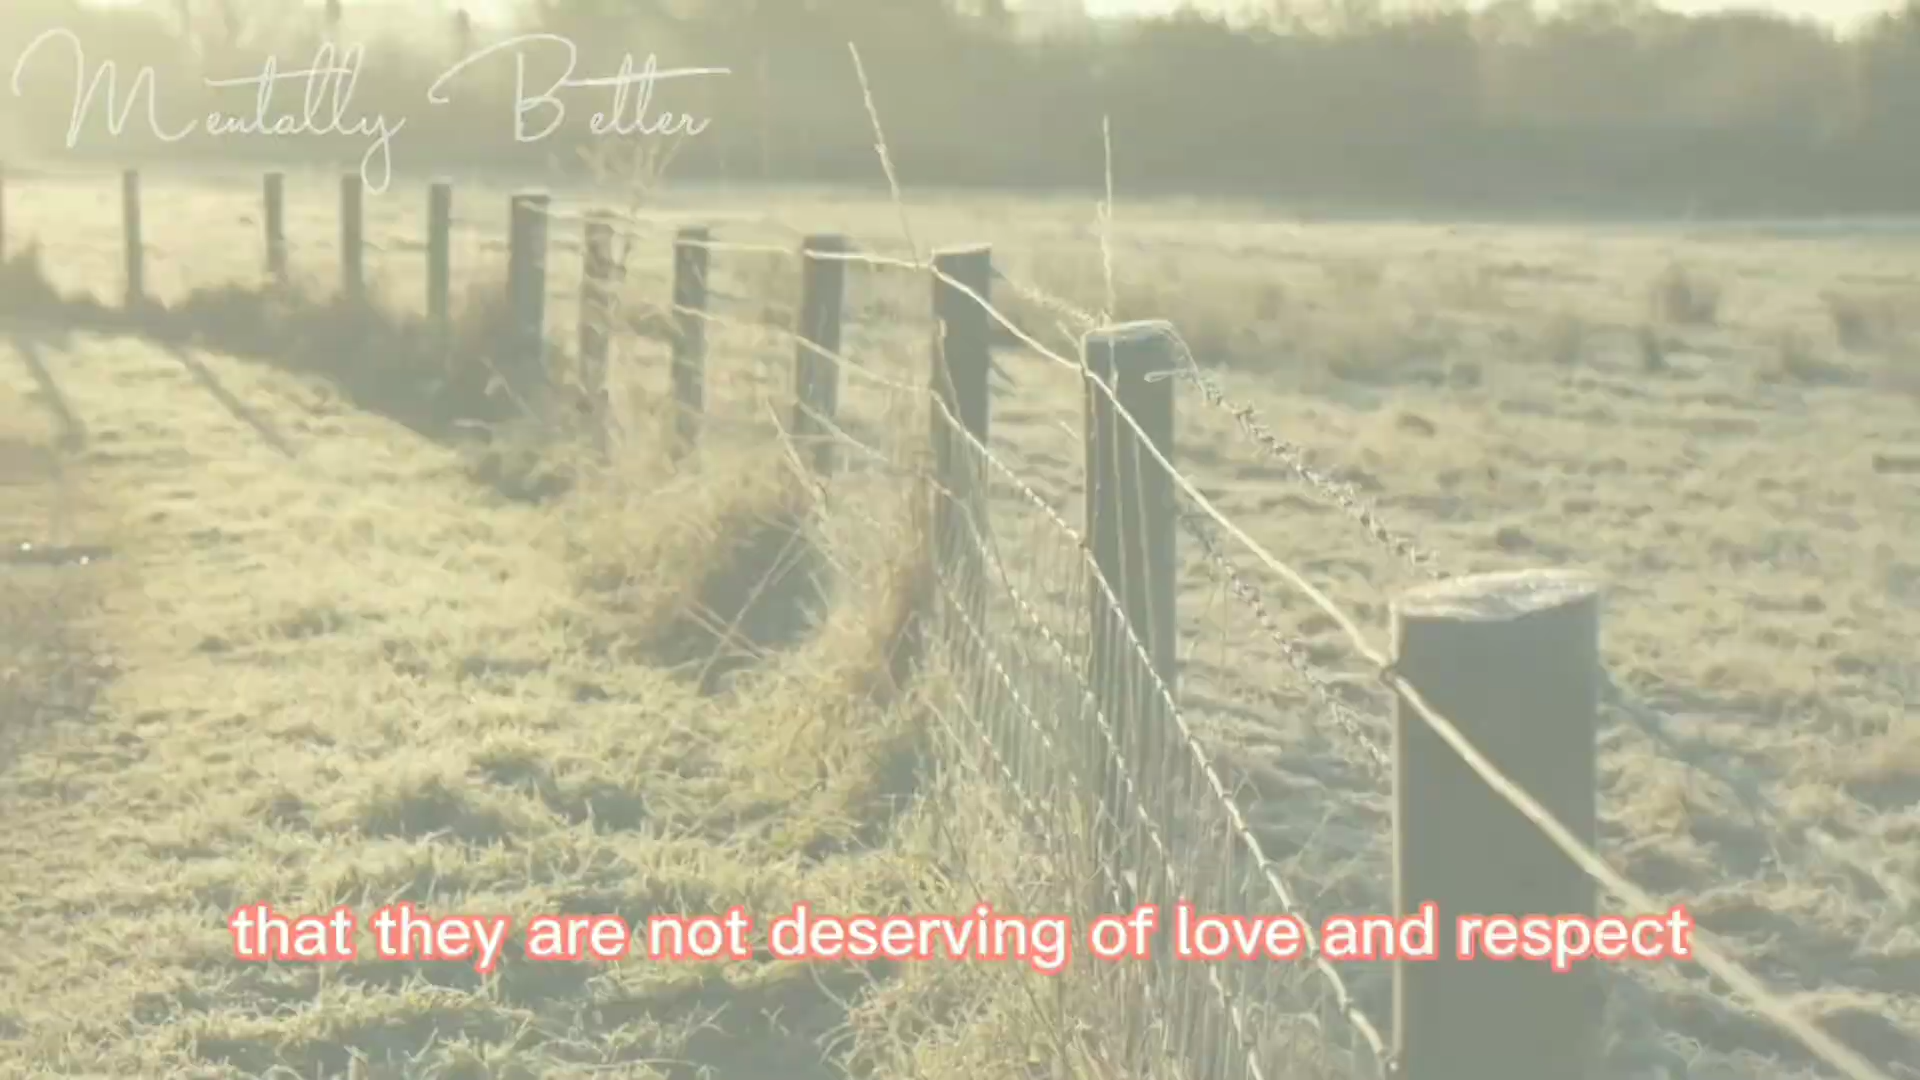 Mentally Better
that they are not deserving of love and respect